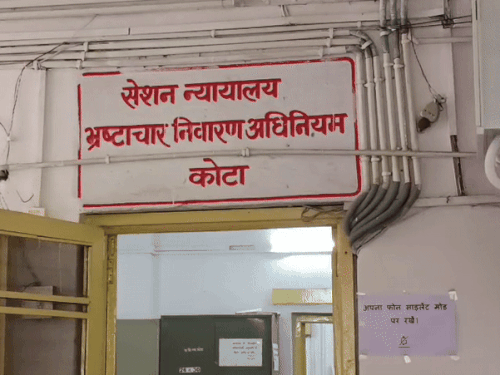 सेशन न्यायालय
भ्रष्टाचार निवारण अधिनियम
कोटा
अपना फोन साइलेंट मोड
पर रखें।